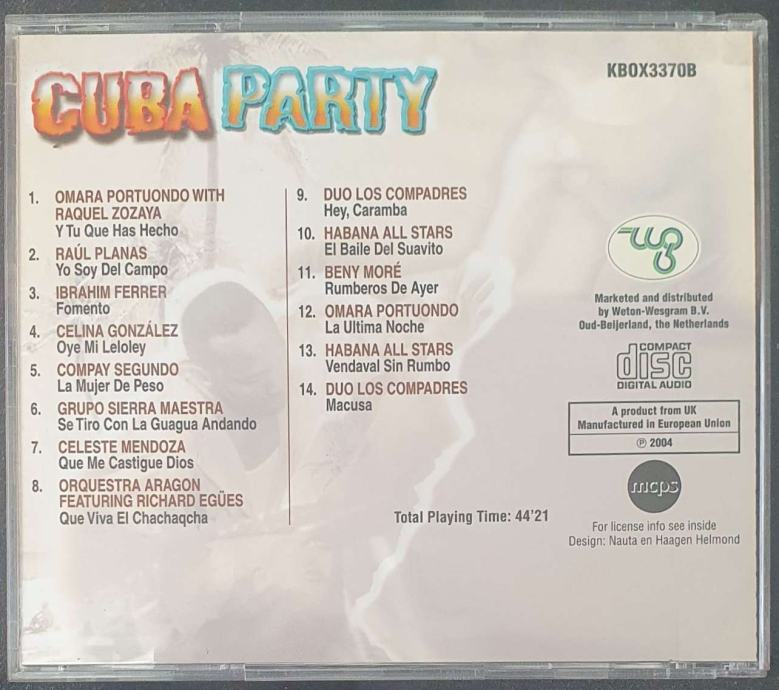 CUBA PARTY
KBOX3370B
1. OMARA PORTUONDO WITH
RAQUEL ZOZAYA
Y Tu Que Has Hecho
2. RAÚL PLANAS
Yo Soy Del Campo
3. IBRAHIM FERRER
Fomento
4. CELINA GONZÁLEZ
Oye Mi Leloley
5. COMPAY SEGUNDO
La Mujer De Peso
6. GRUPO SIERRA MAESTRA
Se Tiro Con La Guagua Andando
7. CELESTE MENDOZA
Que Me Castigue Dios
8. ORQUESTRA ARAGON
FEATURING RICHARD EGÜES
Que Viva El Chachaqcha
9. DUO LOS COMPADRES
Hey, Caramba
10. HABANA ALL STARS
El Baile Del Suavito
11. BENY MORÉ
Rumberos De Ayer
12. OMARA PORTUONDO
La Ultima Noche
13. HABANA ALL STARS
Vendaval Sin Rumbo
14. DUO LOS COMPADRES
Macusa
Total Playing Time: 44'21
Marketed and distributed
by Weton-Wesgram B.V.
Oud-Beijerland, the Netherlands
COMPACT
disc
DIGITAL AUDIO
A product from UK
Manufactured in European Union
℗ 2004
mcps
For license info see inside
Design: Nauta en Haagen Helmond